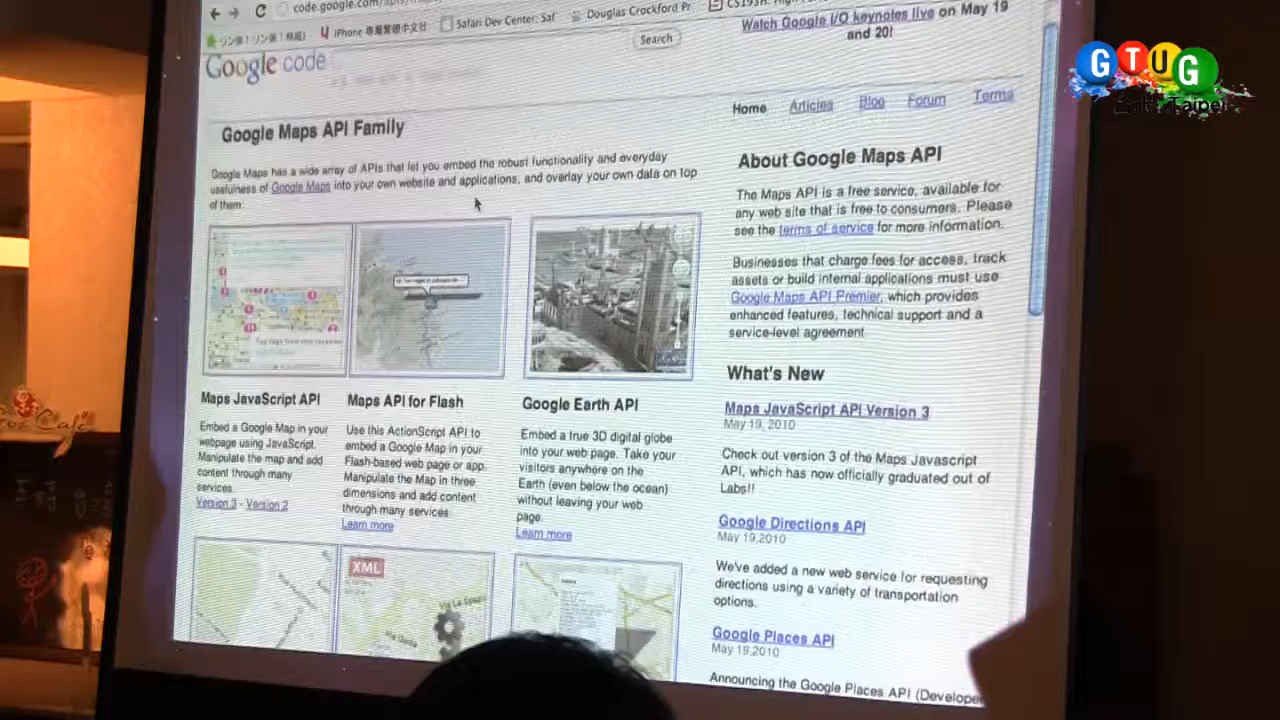 code.google.com/apis/maps
iPhone
Safari Dev Center: Saf
Douglas Crockford Pr
Watch Google I/O keynotes live on May 19
and 20!
Search
Google code
GTUG
Taipei
Home Articles Blog Forum Terms
Google Maps API Family
Google Maps has a wide array of APIs that let you embed the robust functionality and everyday
usefulness of Google Maps into your own website and applications, and overlay your own data on top
of them:
Maps JavaScript API
Embed a Google Map in your
webpage using JavaScript.
Manipulate the map and add
content through many
services.
Version 3 - Version 2
Maps API for Flash
Use this ActionScript API to
embed a Google Map in your
Flash-based web page or app.
Manipulate the Map in three
dimensions and add content
through many services.
Learn more
Google Earth API
Embed a true 3D digital globe
into your web page. Take your
visitors anywhere on the
Earth (even below the ocean)
without leaving your web
page.
Learn more
XML
About Google Maps API
The Maps API is a free service, available for
any web site that is free to consumers. Please
see the terms of service for more information.
Businesses that charge fees for access, track
assets or build internal applications must use
Google Maps API Premier, which provides
enhanced features, technical support and a
service-level agreement
What's New
Maps JavaScript API Version 3
May 19, 2010
Check out version 3 of the Maps Javascript
API, which has now officially graduated out of
Labs!!
Google Directions API
May 19,2010
We've added a new web service for requesting
directions using a variety of transportation
options.
Google Places API
May 19,2010
Announcing the Google Places API (Develope